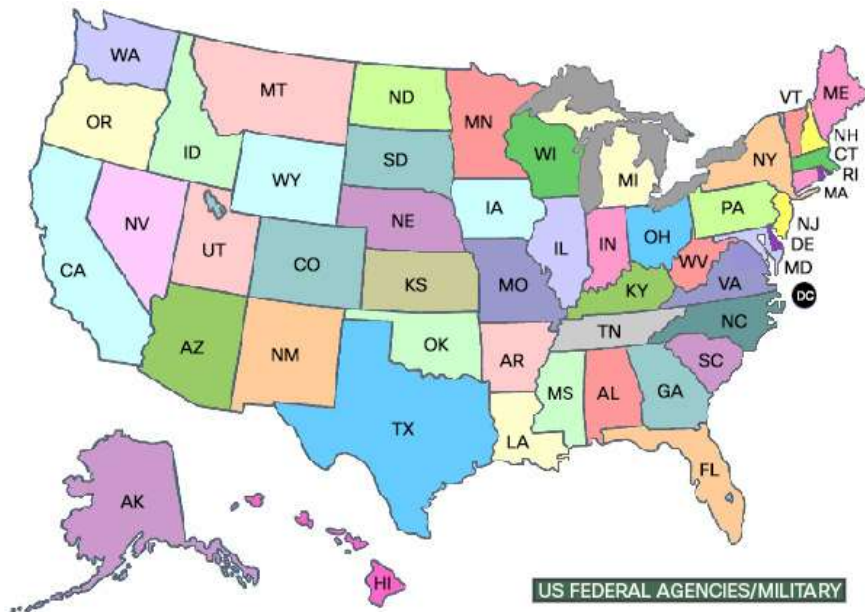 WA
MT
ND
MN
VT
ME
OR
ID
SD
WI
MI
NY
NH
CT
RI
MA
WY
IA
PA
NJ
NV
NE
DE
UT
IL
IN
OH
MD
CA
CO
KS
MO
WV
VA
KY
DC
AZ
NM
OK
AR
TN
NC
SC
MS
AL
GA
TX
LA
FL
AK
HI
US FEDERAL AGENCIES/MILITARY